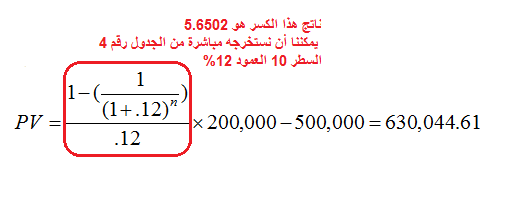 ناتج هذا الكسر هو 5.6502
يمكننا أن نستخرجه مباشرة من الجدول رقم 4
السطر 10 العمود 12%
PV = (1-(1/(1+.12)^n))/.12 × 200,000 - 500,000 = 630,044.61